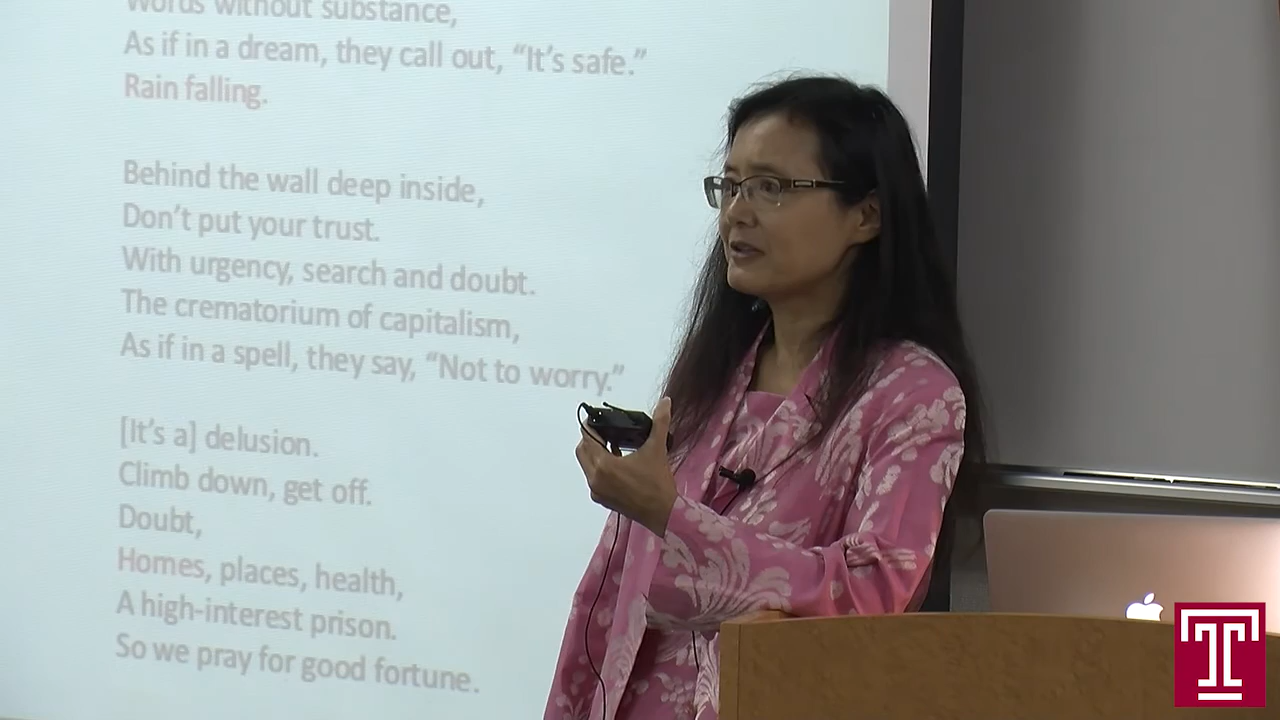 Words without substance,
As if in a dream, they call out, “It’s safe.”
Rain falling.
Behind the wall deep inside,
Don’t put your trust.
With urgency, search and doubt.
The crematorium of capitalism,
As if in a spell, they say, “Not to worry.”
[It’s a] delusion.
Climb down, get off.
Doubt,
Homes, places, health,
A high-interest prison.
So we pray for good fortune.
T